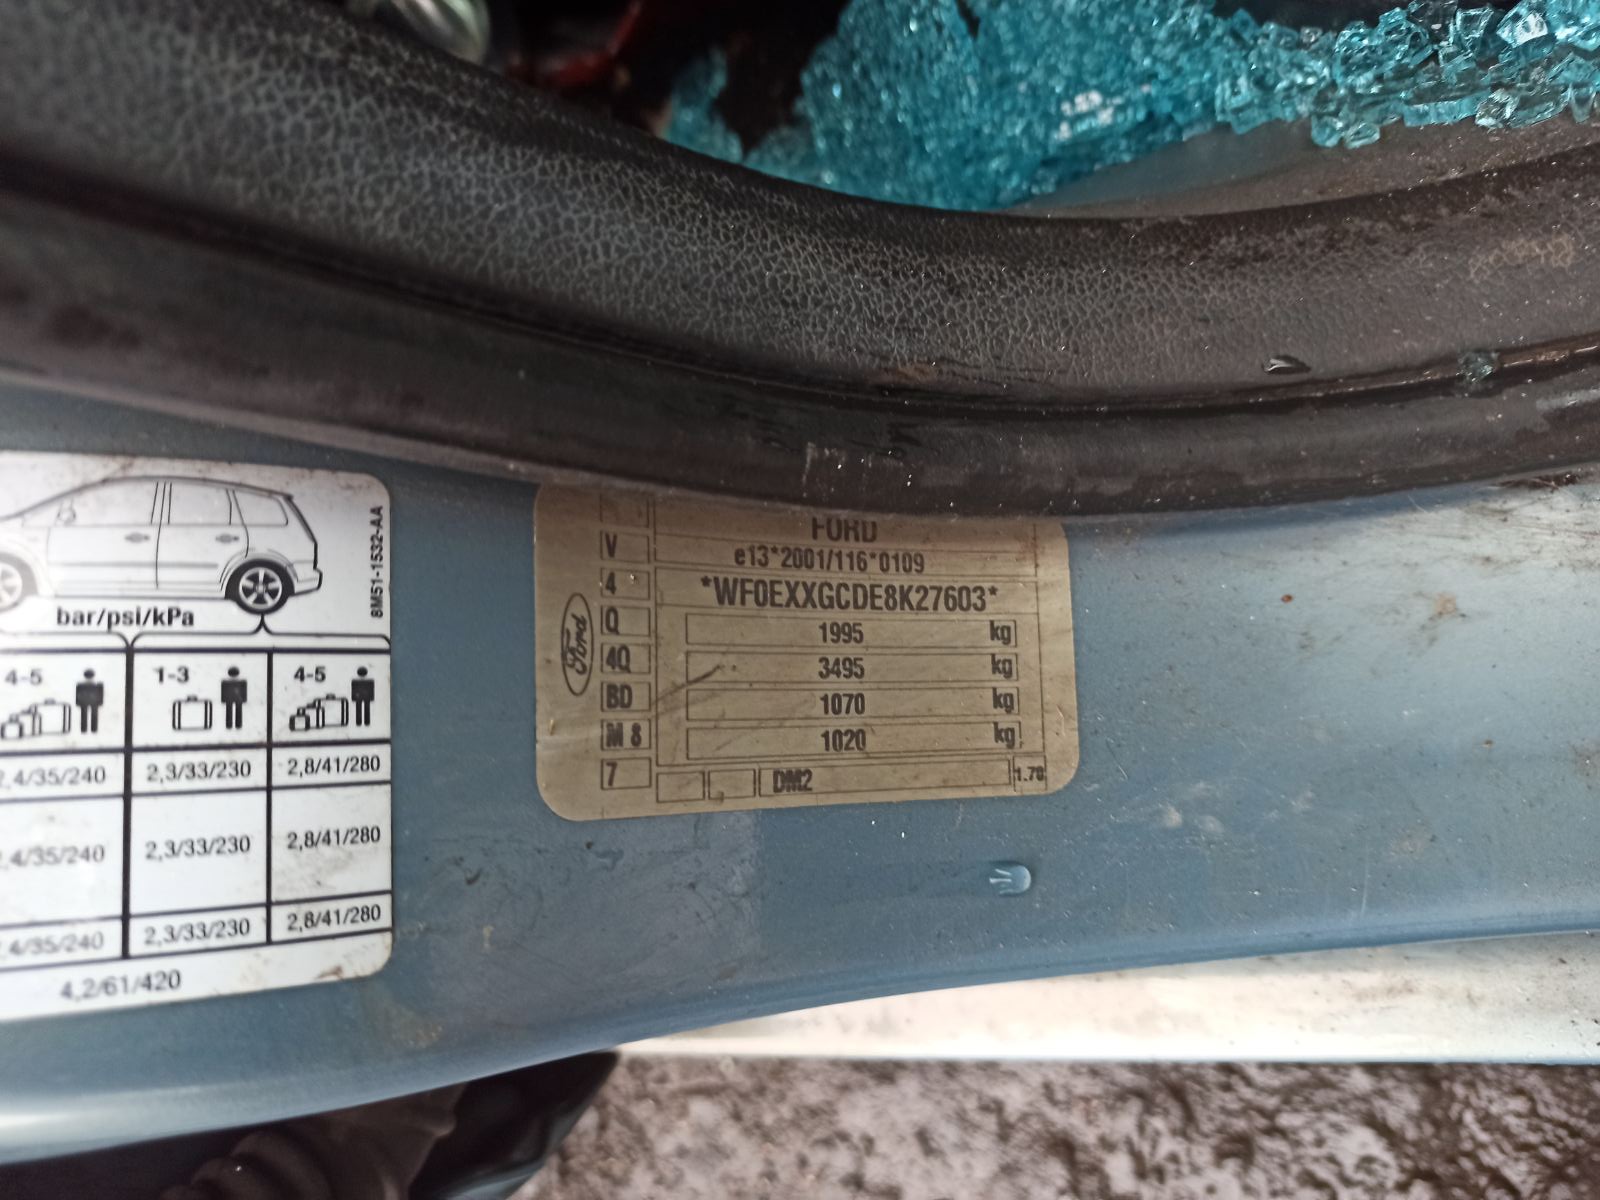 8M51-1532-AA
bar/psi/kPa
4-5 1-3 4-5
,4/35/240 2,3/33/230 2,8/41/280
,4/35/240 2,3/33/230 2,8/41/280
,4/35/240 2,3/33/230 2,8/41/280
4,2/61/420
FORD
V e13*2001/116*0109
4 *WF0EXXGCDE8K27603*
Q 1995 kg
4Q 3495 kg
BD 1070 kg
M 8 1020 kg
7 DM2 1.78
Ford